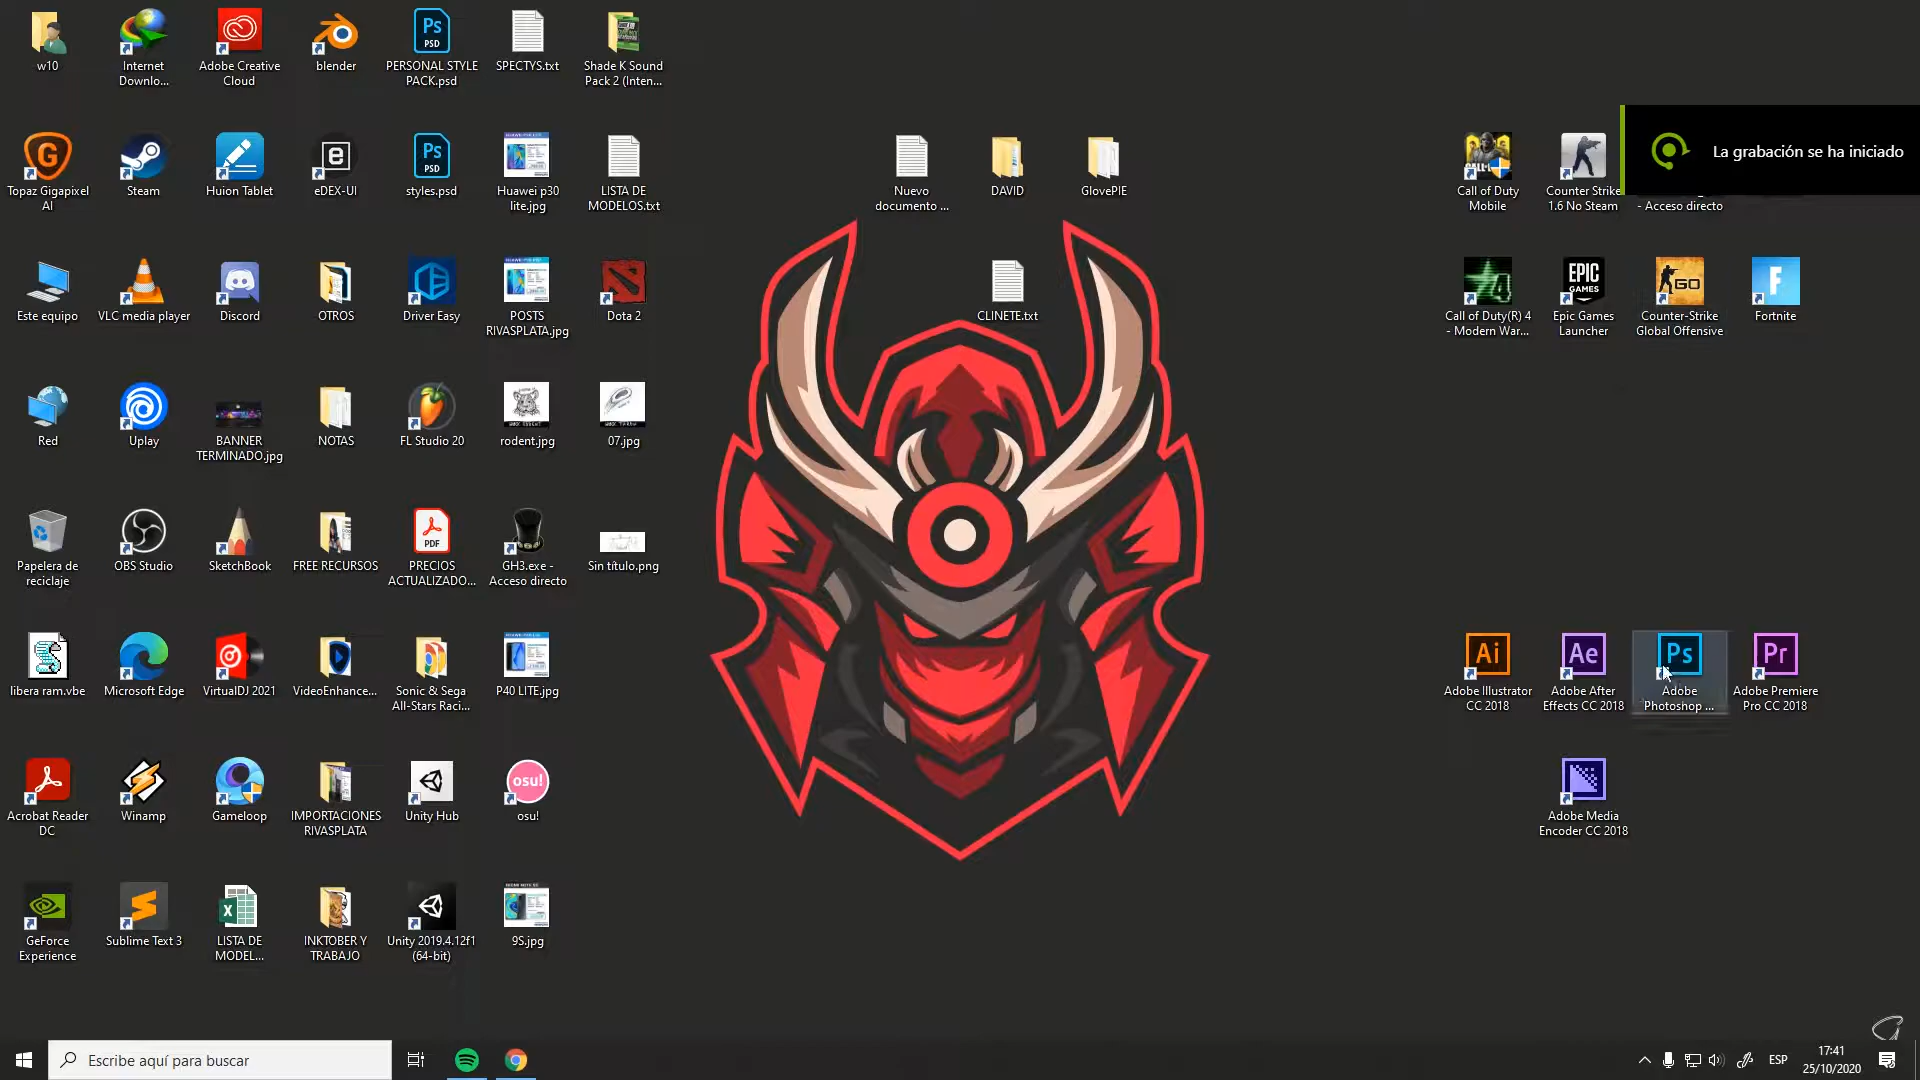 w10
Internet
Downlo...
Adobe Creative
Cloud
blender
PERSONAL STYLE
PACK.psd
SPECTYS.txt
Shade K Sound
Pack 2 (Inten...
Topaz Gigapixel
AI
Steam
Huion Tablet
eDEX-UI
styles.psd
Huawei p30
lite.jpg
LISTA DE
MODELOS.txt
Nuevo
documento ...
DAVID
GlovePIE
Call of Duty
Mobile
Counter Strike
1.6 No Steam
- Acceso directo
La grabación se ha iniciado
Este equipo
VLC media player
Discord
OTROS
Driver Easy
POSTS
RIVASPLATA.jpg
Dota 2
CLINETE.txt
Call of Duty(R) 4
- Modern War...
EPIC
GAMES
Epic Games
Launcher
GO
Counter-Strike
Global Offensive
F
Fortnite
Red
Uplay
BANNER
TERMINADO.jpg
NOTAS
FL Studio 20
rodent.jpg
07.jpg
Papelera de
reciclaje
OBS Studio
SketchBook
FREE RECURSOS
PDF
PRECIOS
ACTUALIZADO...
GH3.exe -
Acceso directo
Sin título.png
libera ram.vbe
Microsoft Edge
VirtualDJ 2021
VideoEnhance...
Sonic & Sega
All-Stars Raci...
P40 LITE.jpg
Ai
Adobe Illustrator
CC 2018
Ae
Adobe After
Effects CC 2018
Ps
Adobe
Photoshop ...
Pr
Adobe Premiere
Pro CC 2018
Acrobat Reader
DC
Winamp
Gameloop
IMPORTACIONES
RIVASPLATA
Unity Hub
osu!
osu!
Adobe Media
Encoder CC 2018
GeForce
Experience
Sublime Text 3
LISTA DE
MODEL...
INKTOBER Y
TRABAJO
Unity 2019.4.12f1
(64-bit)
9S.jpg
Escribe aquí para buscar
ESP
17:41
25/10/2020